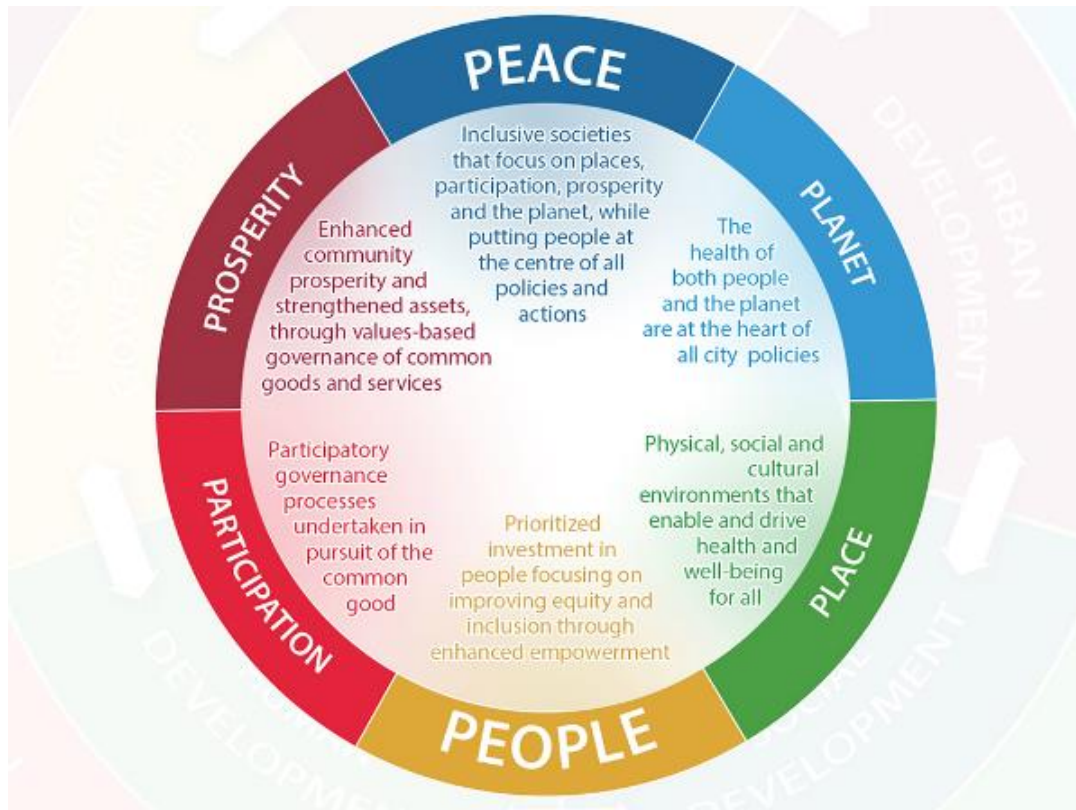 PEACE
Inclusive societies
that focus on places,
participation, prosperity
and the planet, while
putting people at
the centre of all
policies and
actions
PLANET
The
health of
both people
and the planet
are at the heart of
all city policies
PLACE
Physical, social and
cultural
environments that
enable and drive
health and
well-being
for all
PEOPLE
Prioritized
investment in
people focusing on
improving equity and
inclusion through
enhanced empowerment
PARTICIPATION
Participatory
governance
processes
undertaken in
pursuit of the
common
good
PROSPERITY
Enhanced
community
prosperity and
strengthened assets,
through values-based
governance of common
goods and services
URBAN
DEVELOPMENT
DEVELOPMENT
DEVELOPMENT